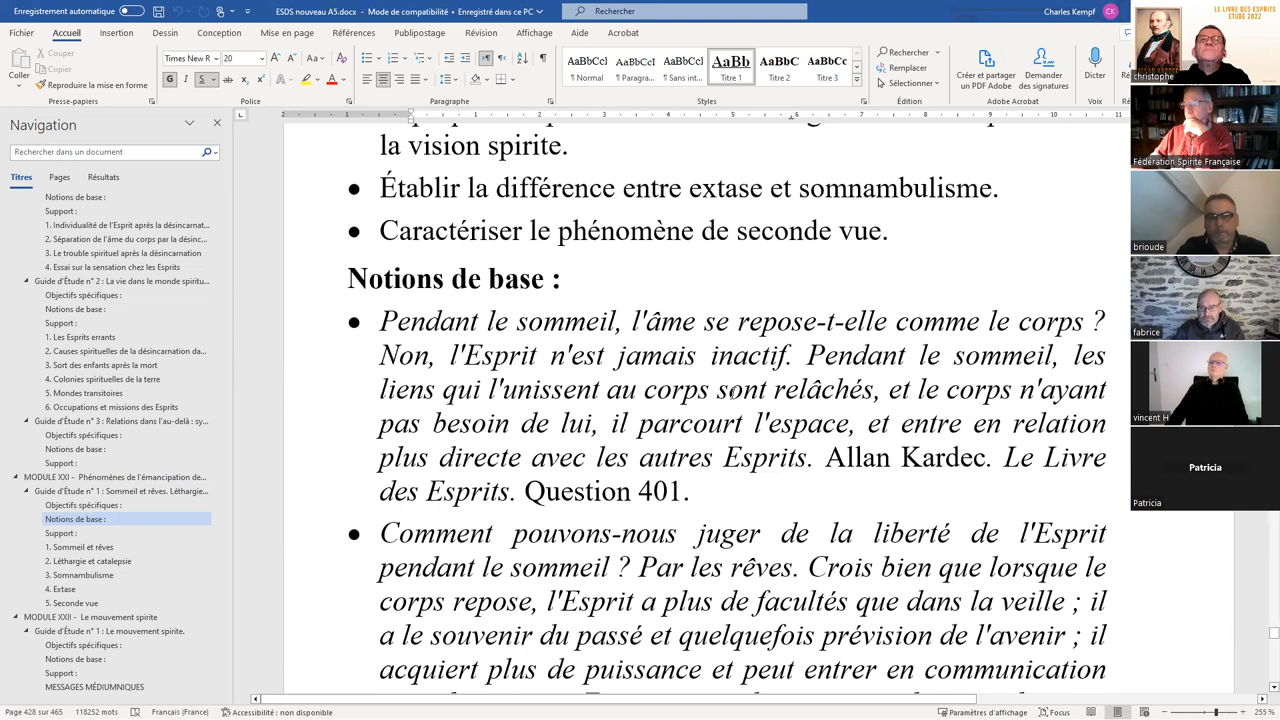 Enregistrement automatique
ESDS nouveau A5.docx - Mode de compatibilité • Enregistré dans ce PC
Rechercher
Charles Kempf
CK
Fichier Accueil Insertion Dessin Conception Mise en page Références Publipostage Révision Affichage Aide Acrobat
Coller
Couper
Copier
Reproduire la mise en forme
Presse-papiers
Times New R
20
G I S
Police
Paragraphe
AaBbCcI AaBbCcI AaBbCcI AaBb AaBbC AaBbCc
¶ Normal ¶ Paragra... ¶ Sans int... Titre 1 Titre 2 Titre 3
Styles
Rechercher
Remplacer
Sélectionner
Édition
Créer et partager un PDF Adobe
Demander des signatures
Adobe Acrobat
Dicter
Voix
Navigation
Rechercher dans un document
Titres Pages Résultats
Notions de base :
Support :
1. Individualité de l'Esprit après la désincarnat...
2. Séparation de l'âme du corps par la désinc...
3. Le trouble spirituel après la désincarnation
4. Essai sur la sensation chez les Esprits
Guide d'Étude n° 2 : La vie dans le monde spiritu...
Objectifs spécifiques :
Notions de base :
Support :
1. Les Esprits errants
2. Causes spirituelles de la désincarnation da...
3. Sort des enfants après la mort
4. Colonies spirituelles de la terre
5. Mondes transitoires
6. Occupations et missions des Esprits
Guide d'Étude n° 3 : Relations dans l'au-delà : sy...
Objectifs spécifiques :
Notions de base :
Support :
MODULE XXI - Phénomènes de l'émancipation de...
Guide d'Étude n° 1 : Sommeil et rêves. Léthargie...
Objectifs spécifiques :
Notions de base :
Support :
1. Sommeil et rêves
2. Léthargie et catalepsie
3. Somnambulisme
4. Extase
5. Seconde vue
MODULE XXII - Le mouvement spirite
Guide d'Étude n° 1 : Le mouvement spirite.
Objectifs spécifiques :
Notions de base :
MESSAGES MÉDIUMNIQUES
la vision spirite.
• Établir la différence entre extase et somnambulisme.
• Caractériser le phénomène de seconde vue.
Notions de base :
• Pendant le sommeil, l'âme se repose-t-elle comme le corps ?
Non, l'Esprit n'est jamais inactif. Pendant le sommeil, les
liens qui l'unissent au corps sont relâchés, et le corps n'ayant
pas besoin de lui, il parcourt l'espace, et entre en relation
plus directe avec les autres Esprits. Allan Kardec. Le Livre
des Esprits. Question 401.
• Comment pouvons-nous juger de la liberté de l'Esprit
pendant le sommeil ? Par les rêves. Crois bien que lorsque le
corps repose, l'Esprit a plus de facultés que dans la veille ; il
a le souvenir du passé et quelquefois prévision de l'avenir ; il
acquiert plus de puissance et peut entrer en communication
LE LIVRE DES ESPRITS
ETUDE 2022
christophe
Fédération Spirite Française
brioude
fabrice
vincent H
Patricia
Patricia
Page 428 sur 465
118252 mots
Français (France)
Accessibilité : non disponible
Paramètres d'affichage
Focus
255 %